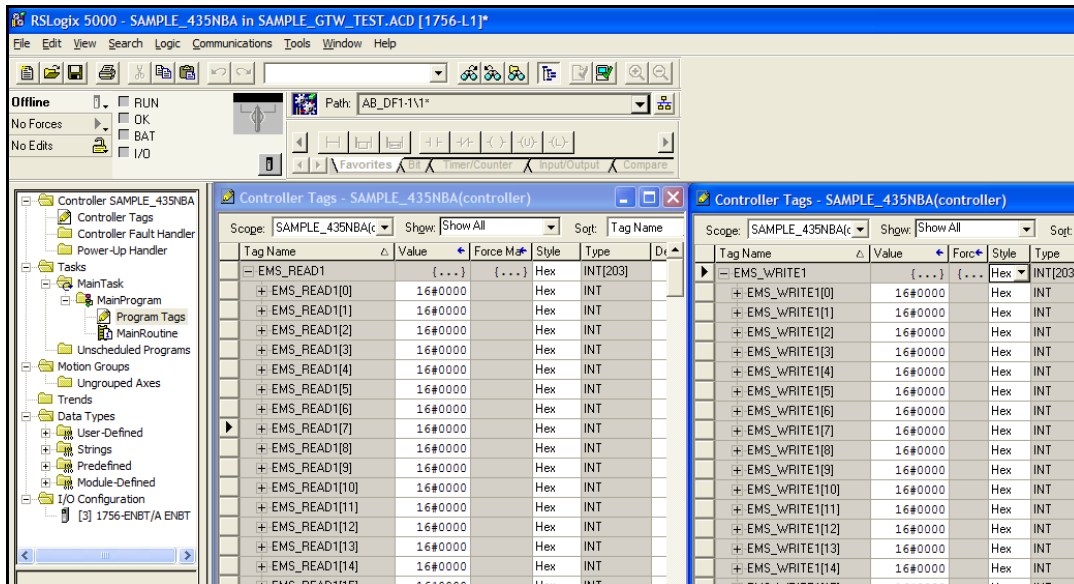 RSLogix 5000 - SAMPLE_435NBA in SAMPLE_GTW_TEST.ACD [1756-L1]*
File Edit View Search Logic Communications Tools Window Help
Offline
RUN
No Forces
OK
No Edits
BAT
I/O
Path: AB_DF1-1\1*
Favorites Bit Timer/Counter Input/Output Compare
Controller SAMPLE_435NBA
Controller Tags
Controller Fault Handler
Power-Up Handler
Tasks
MainTask
MainProgram
Program Tags
MainRoutine
Unscheduled Programs
Motion Groups
Ungrouped Axes
Trends
Data Types
User-Defined
Strings
Predefined
Module-Defined
I/O Configuration
[3] 1756-ENBT/A ENBT
Controller Tags - SAMPLE_435NBA(controller)
Scope: SAMPLE_435NBA(c Show: Show All Sort: Tag Name
Tag Name Value Force Ma Style Type De
EMS_READ1 {...} {...} Hex INT[203]
EMS_READ1[0] 16#0000 Hex INT
EMS_READ1[1] 16#0000 Hex INT
EMS_READ1[2] 16#0000 Hex INT
EMS_READ1[3] 16#0000 Hex INT
EMS_READ1[4] 16#0000 Hex INT
EMS_READ1[5] 16#0000 Hex INT
EMS_READ1[6] 16#0000 Hex INT
EMS_READ1[7] 16#0000 Hex INT
EMS_READ1[8] 16#0000 Hex INT
EMS_READ1[9] 16#0000 Hex INT
EMS_READ1[10] 16#0000 Hex INT
EMS_READ1[11] 16#0000 Hex INT
EMS_READ1[12] 16#0000 Hex INT
EMS_READ1[13] 16#0000 Hex INT
EMS_READ1[14] 16#0000 Hex INT
Controller Tags - SAMPLE_435NBA(controller)
Scope: SAMPLE_435NBA(c Show: Show All Sort:
Tag Name Value Forc Style Type
EMS_WRITE1 {...} {... Hex INT[203
EMS_WRITE1[0] 16#0000 Hex INT
EMS_WRITE1[1] 16#0000 Hex INT
EMS_WRITE1[2] 16#0000 Hex INT
EMS_WRITE1[3] 16#0000 Hex INT
EMS_WRITE1[4] 16#0000 Hex INT
EMS_WRITE1[5] 16#0000 Hex INT
EMS_WRITE1[6] 16#0000 Hex INT
EMS_WRITE1[7] 16#0000 Hex INT
EMS_WRITE1[8] 16#0000 Hex INT
EMS_WRITE1[9] 16#0000 Hex INT
EMS_WRITE1[10] 16#0000 Hex INT
EMS_WRITE1[11] 16#0000 Hex INT
EMS_WRITE1[12] 16#0000 Hex INT
EMS_WRITE1[13] 16#0000 Hex INT
EMS_WRITE1[14] 16#0000 Hex INT